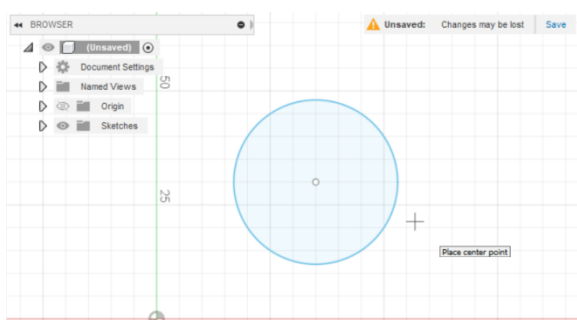 BROWSER
Unsaved: Changes may be lost Save
(Unsaved)
Document Settings
Named Views
50
Origin
Sketches
25
Place center point